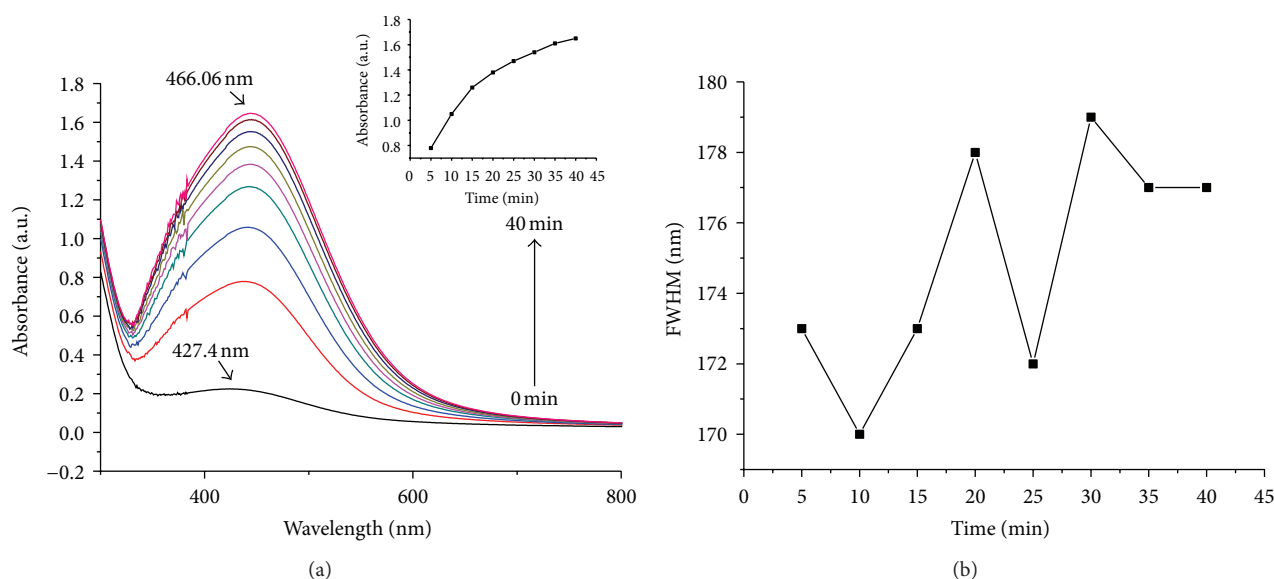 1.8
1.6
1.4
1.2
1.0
0.8
0.6
0.4
0.2
0.0
−0.2
Absorbance (a.u.)
400
600
800
Wavelength (nm)
466.06 nm
427.4 nm
40 min
0 min
1.8
1.6
1.4
1.2
1.0
0.8
Absorbance (a.u.)
0 5 10 15 20 25 30 35 40 45
Time (min)
(a)
180
178
176
174
172
170
FWHM (nm)
0 5 10 15 20 25 30 35 40 45
Time (min)
(b)